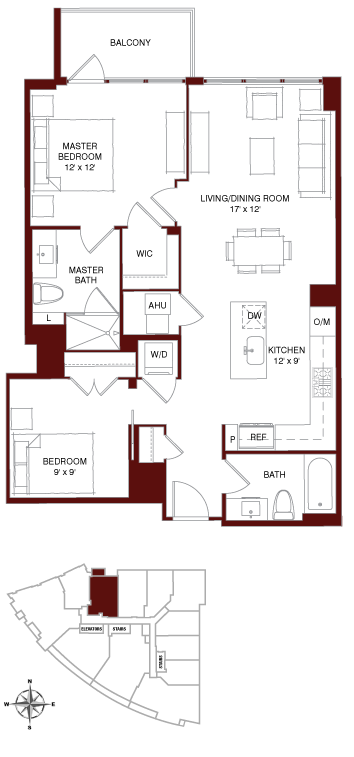 BALCONY
MASTER
BEDROOM
12' x 12'
LIVING/DINING ROOM
17' x 12'
WIC
MASTER
BATH
AHU
L
DW
O/M
W/D
KITCHEN
12' x 9'
P
REF
BEDROOM
9' x 9'
BATH
ELEVATORS
STAIRS
STAIRS
N
W
E
S